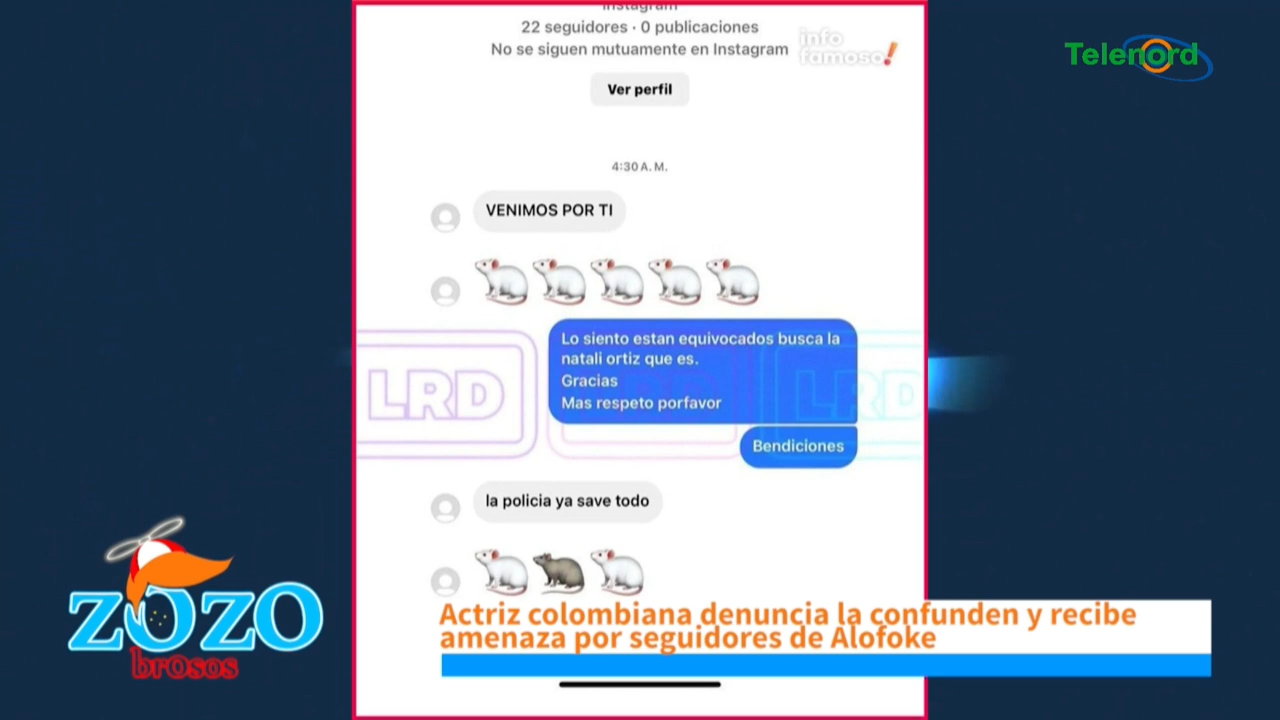 Instagram
22 seguidores · 0 publicaciones
No se siguen mutuamente en Instagram
info
famoso!
Telenord
Ver perfil
4:30 A. M.
VENIMOS POR TI
Lo siento estan equivocados busca la
natali ortiz que es.
Gracias
Mas respeto porfavor
LRD
LRD
Bendiciones
la policia ya save todo
zozo
brosos
Actriz colombiana denuncia la confunden y recibe
amenaza por seguidores de Alofoke